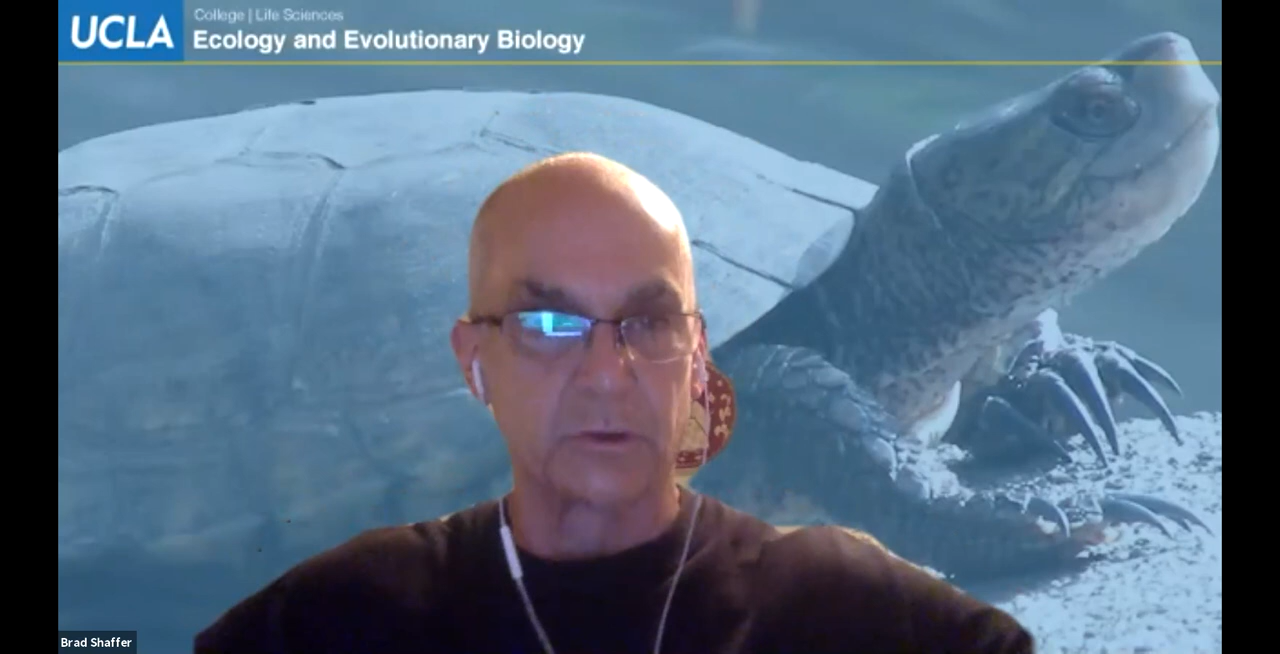 UCLA
College | Life Sciences
Ecology and Evolutionary Biology
Brad Shaffer